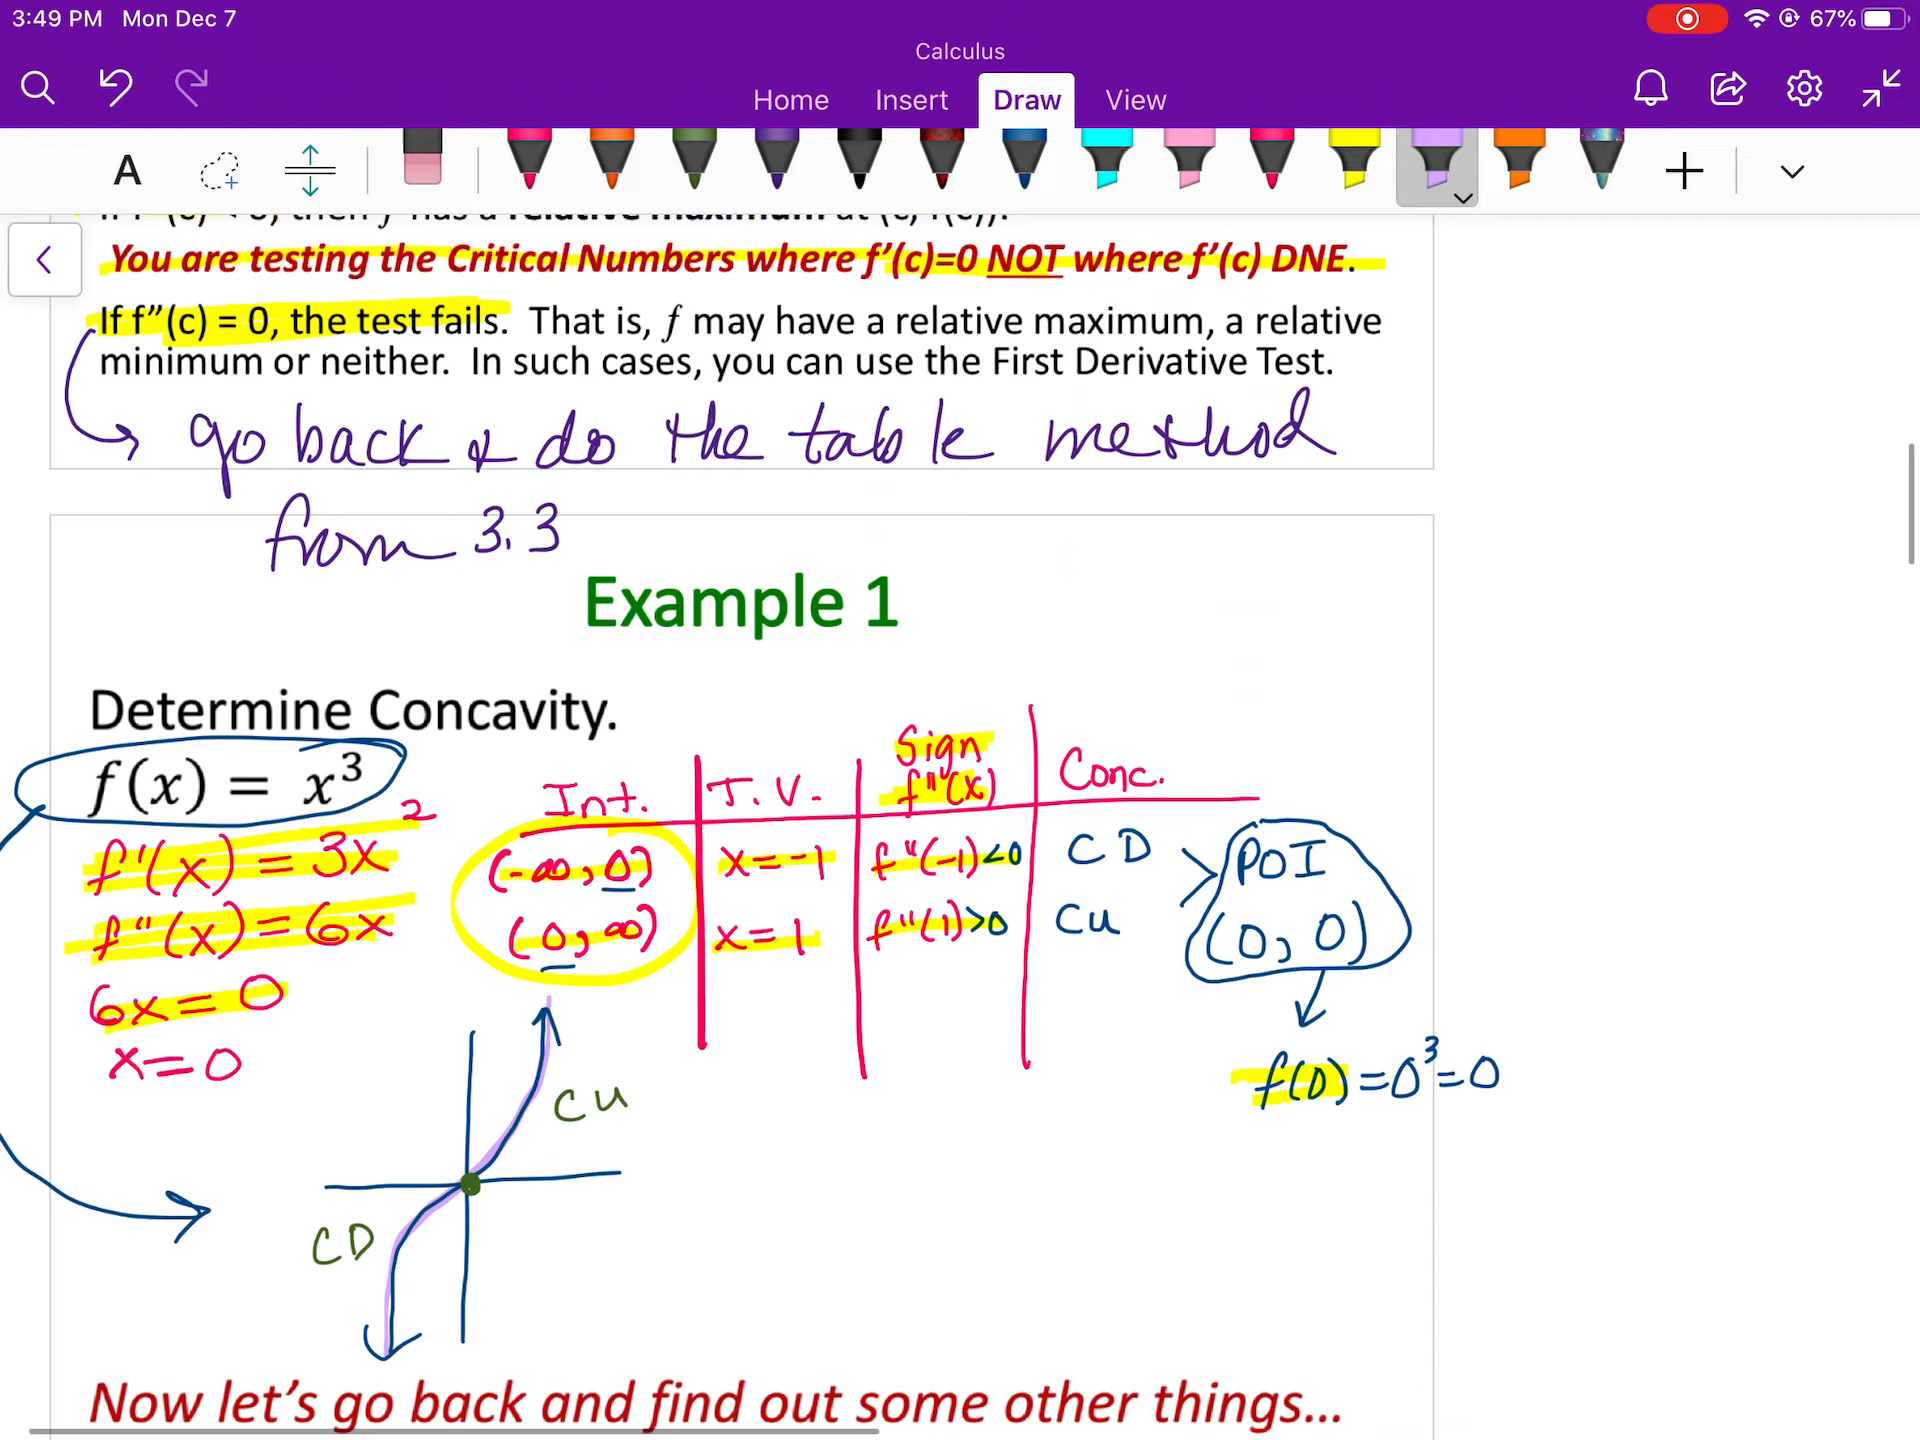 3:49 PM Mon Dec 7
67%
Calculus
Home Insert Draw View
A
relative maximum at (c, f(c)).
You are testing the Critical Numbers where f’(c)=0 NOT where f’(c) DNE.
If f”(c) = 0, the test fails. That is, f may have a relative maximum, a relative
minimum or neither. In such cases, you can use the First Derivative Test.
go back & do the table method
from 3.3
Example 1
Determine Concavity.
f(x) = x³
f'(x) = 3x²
f"(x) = 6x
6x = 0
x = 0
Int. T.V. Sign f"(x) Conc.
(-∞, 0) x = -1 f"(-1)<0 CD
(0, ∞) x = 1 f"(1)>0 CU
POI
(0, 0)
f(0) = 0³ = 0
CU
CD
Now let’s go back and find out some other things...